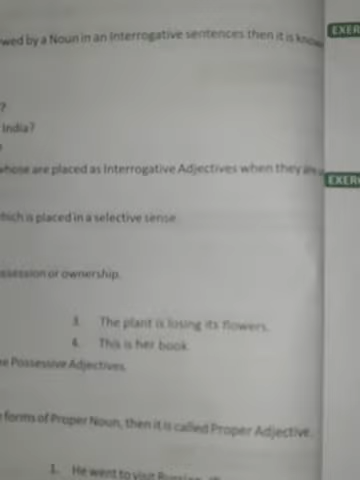 wed by a Noun in an Interrogative sentences then it is know
EXER
?
India?
?
whose are placed as Interrogative Adjectives when they are
EXER
hich is placed in a selective sense.
ssession or ownership.
3. The plant is losing its flowers.
4. This is her book.
Possessive Adjectives.
forms of Proper Noun, then it is called Proper Adjective.
1. He went to visit